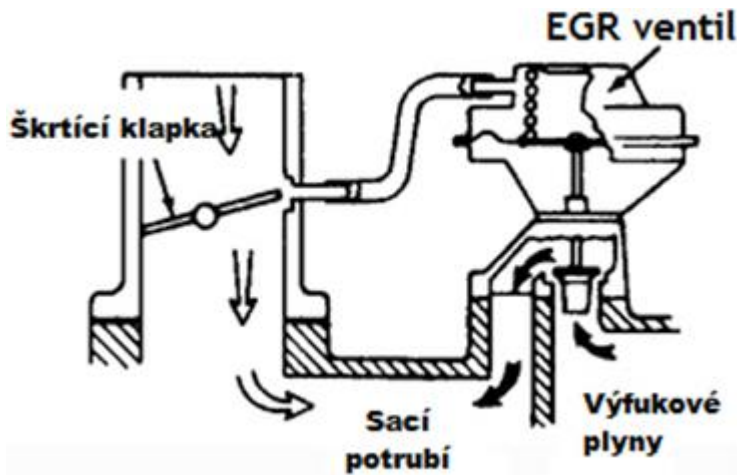 EGR ventil
Škrtící klapka
Sací
potrubí
Výfukové
plyny